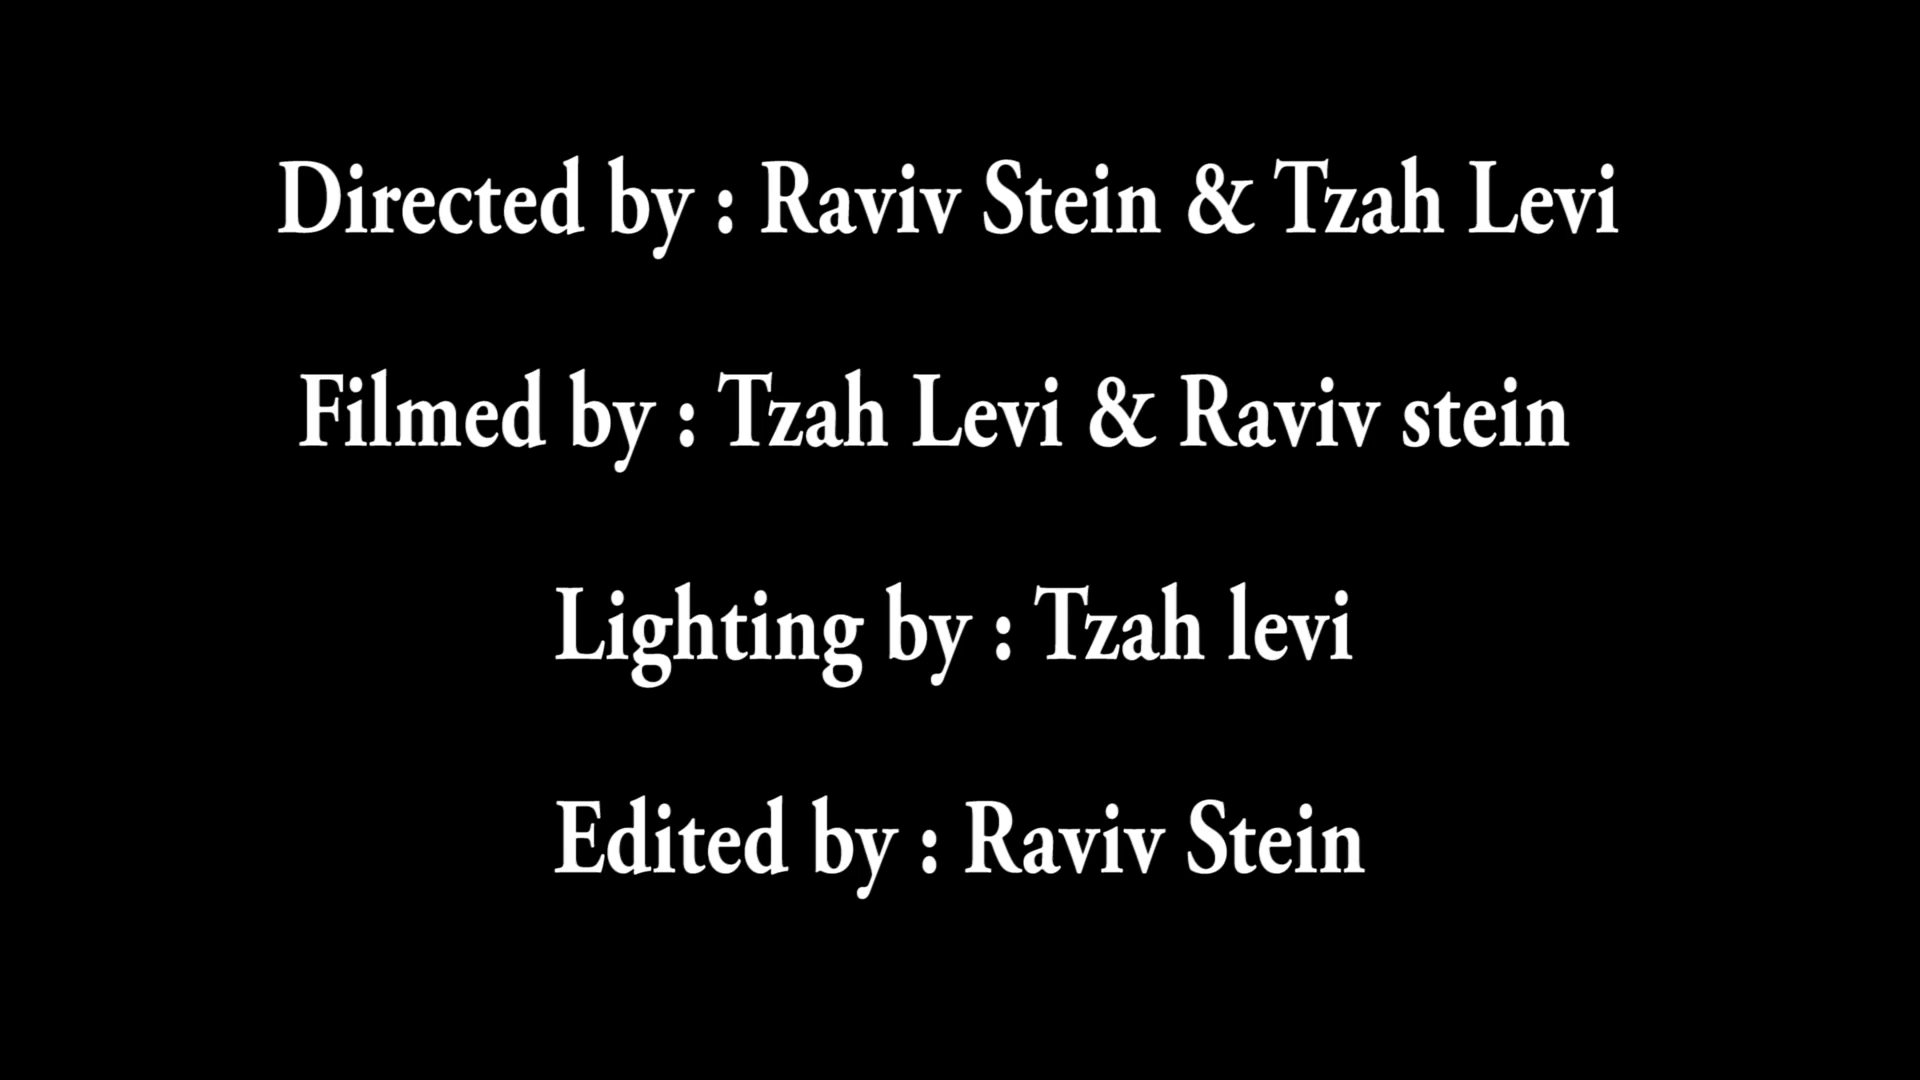 Directed by : Raviv Stein & Tzah Levi
Filmed by : Tzah Levi & Raviv stein
Lighting by : Tzah levi
Edited by : Raviv Stein